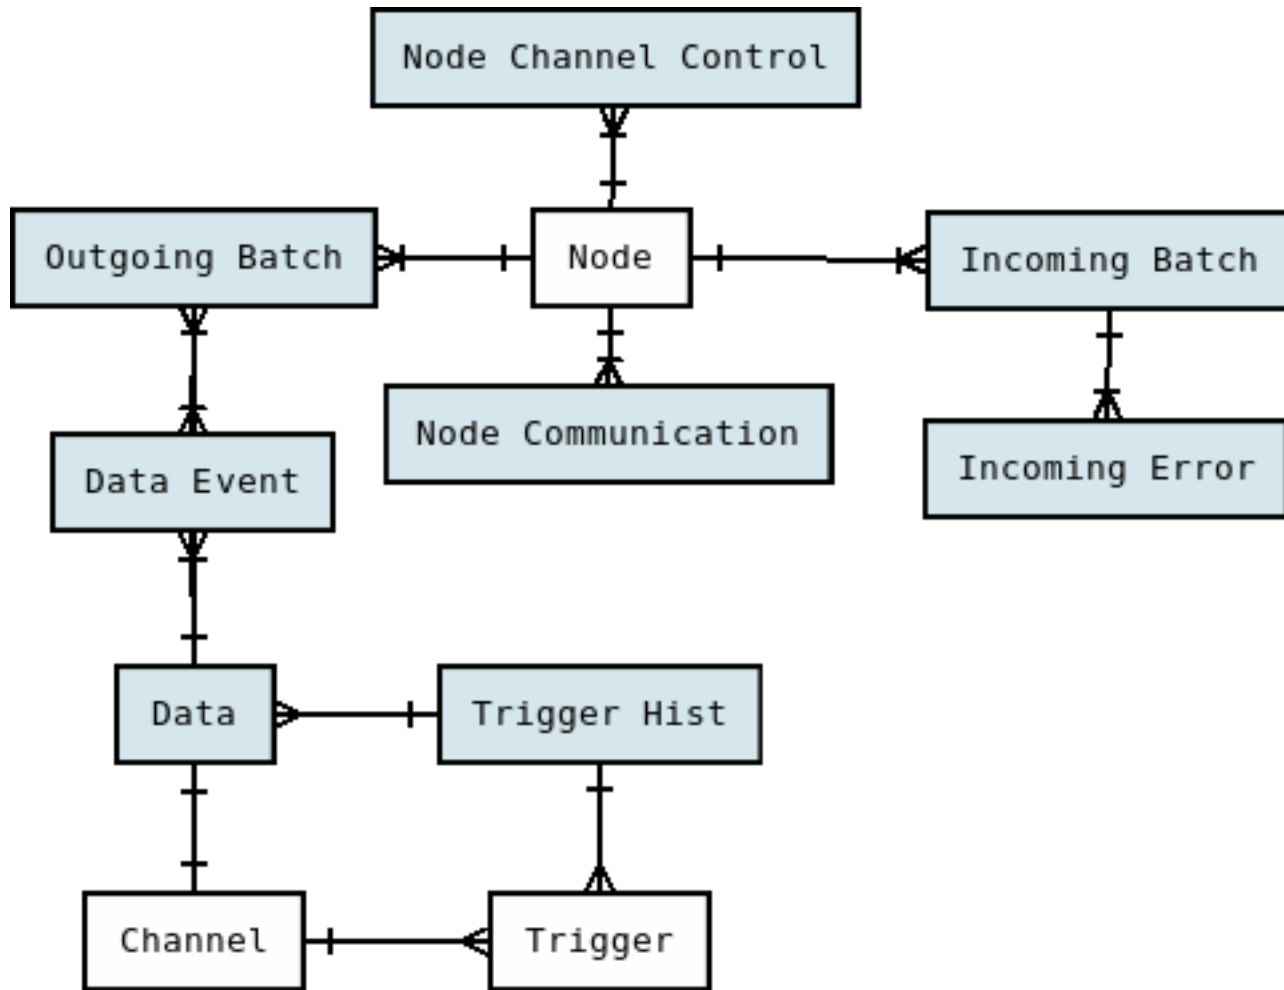 Node Channel Control
Outgoing Batch
Node
Incoming Batch
Node Communication
Data Event
Incoming Error
Data
Trigger Hist
Channel
Trigger